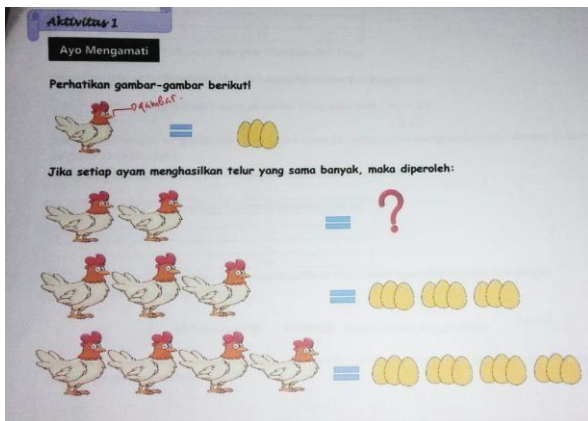 Aktivitas 1
Ayo Mengamati
Perhatikan gambar-gambar berikut!
gambar.
=
Jika setiap ayam menghasilkan telur yang sama banyak, maka diperoleh:
= ?
=
=